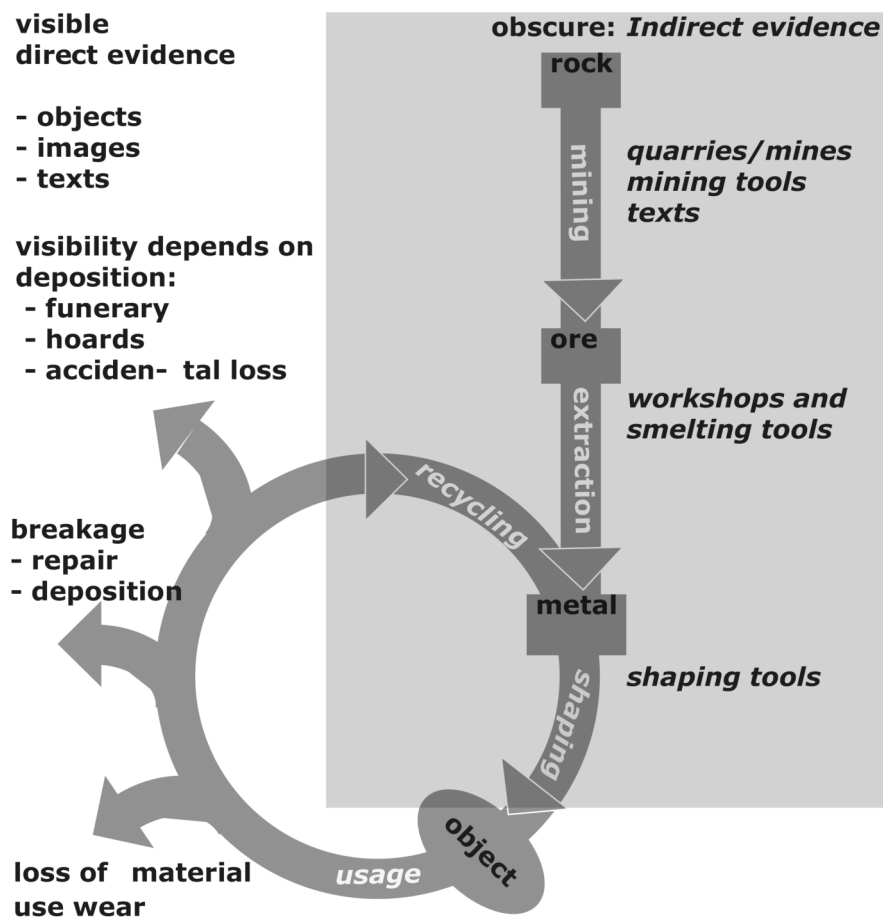 visible
direct evidence
- objects
- images
- texts
visibility depends on
deposition:
- funerary
- hoards
- acciden- tal loss
obscure: Indirect evidence
rock
mining
quarries/mines
mining tools
texts
ore
extraction
workshops and
smelting tools
recycling
metal
shaping
shaping tools
breakage
- repair
- deposition
object
usage
loss of material
use wear